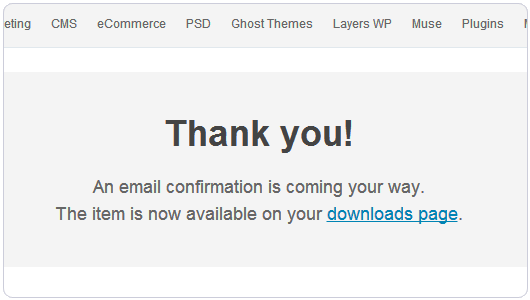 eting CMS eCommerce PSD Ghost Themes Layers WP Muse Plugins
Thank you!
An email confirmation is coming your way.
The item is now available on your downloads page.